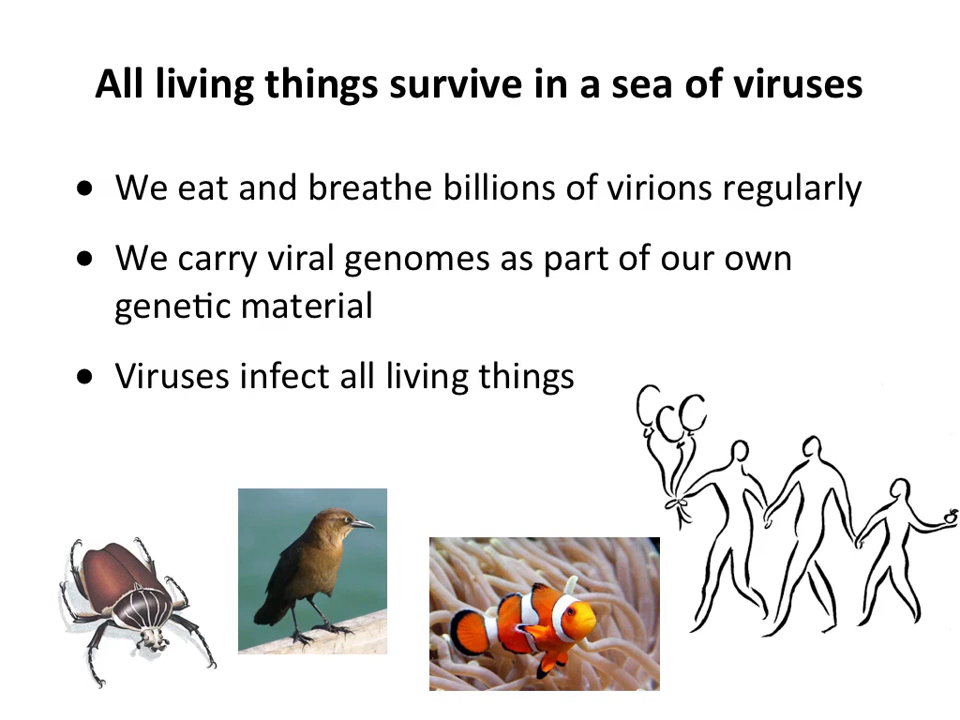 All living things survive in a sea of viruses
• We eat and breathe billions of virions regularly
• We carry viral genomes as part of our own
genetic material
• Viruses infect all living things